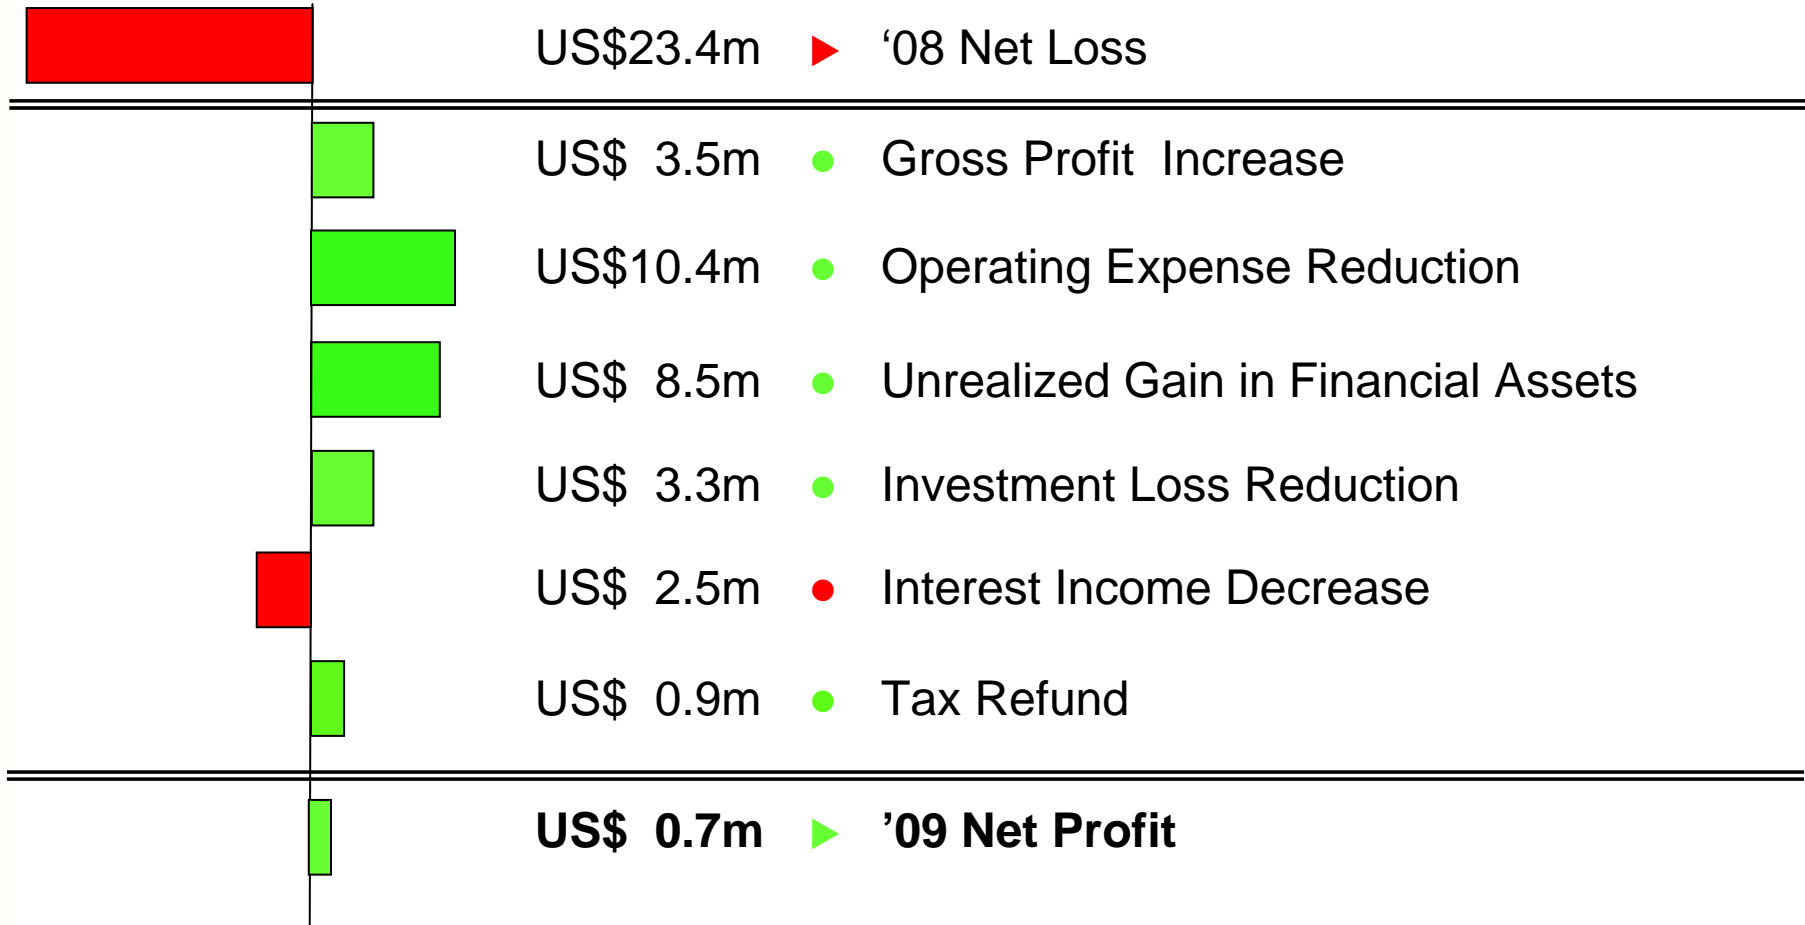 US$23.4m ‘08 Net Loss
US$ 3.5m Gross Profit Increase
US$10.4m Operating Expense Reduction
US$ 8.5m Unrealized Gain in Financial Assets
US$ 3.3m Investment Loss Reduction
US$ 2.5m Interest Income Decrease
US$ 0.9m Tax Refund
US$ 0.7m ’09 Net Profit